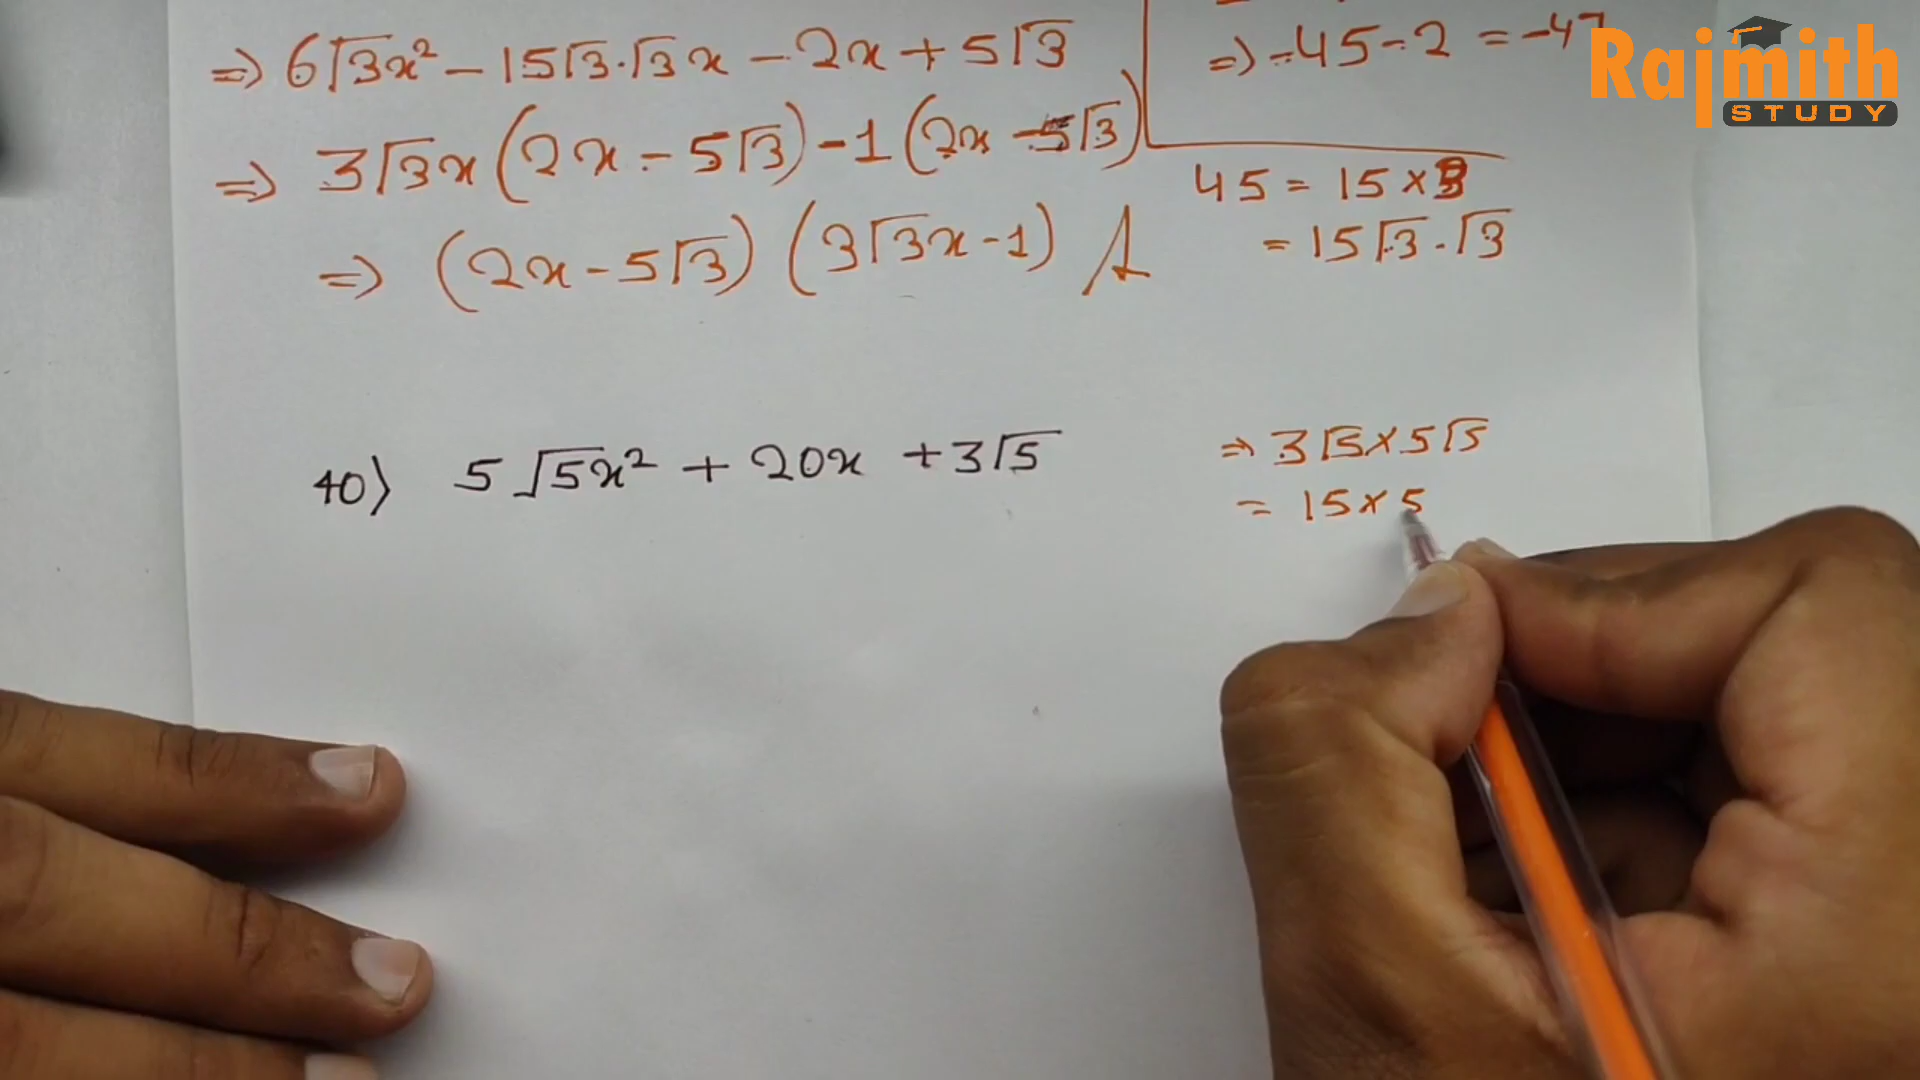 ⇒ 6√3x² - 15√3.√3x - 2x + 5√3
⇒ -45 - 2 = -47
Rajmith
STUDY
⇒ 3√3x (2x - 5√3) - 1 (2x - 5√3)
45 = 15 × 3
= 15√3.√3
⇒ (2x - 5√3) (3√3x - 1)
40) 5√5x² + 20x + 3√5
⇒ 3√5 × 5√5
= 15 × 5